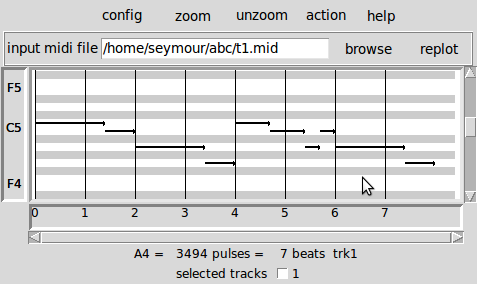 config zoom unzoom action help
input midi file /home/seymour/abc/t1.mid browse replot
F5
C5
F4
0 1 2 3 4 5 6 7
A4 = 3494 pulses = 7 beats trk1
selected tracks 1